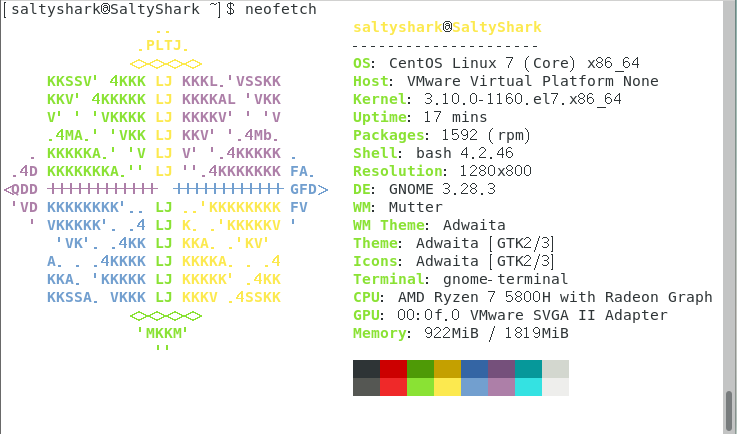 [saltyshark@SaltyShark ~]$ neofetch
..
.PLTJ.
<><><><>
KKSSV' 4KKK LJ KKKL.'VSSKK
KKV' 4KKKKK LJ KKKKAL 'VKK
V' ' 'VKKKK LJ KKKKV' ' 'V
.4MA.' 'VKK LJ KKV' '.4Mb.
. KKKKKA.' 'V LJ V' '.4KKKKK .
.4D KKKKKKKA.'' LJ ''.4KKKKKKK FA.
<QDD ++++++++++++ ++++++++++++ GFD>
'VD KKKKKKKK'.. LJ ..'KKKKKKKK FV
' VKKKKK'. .4 LJ K. .'KKKKKV '
'VK'. .4KK LJ KKA. .'KV'
A. . .4KKKK LJ KKKKA. . .4
KKA. 'KKKKK LJ KKKKK' .4KK
KKSSA. VKKK LJ KKKV .4SSKK
<><><><>
'MKKM'
''
saltyshark@SaltyShark
---------------------
OS: CentOS Linux 7 (Core) x86_64
Host: VMware Virtual Platform None
Kernel: 3.10.0-1160.el7.x86_64
Uptime: 17 mins
Packages: 1592 (rpm)
Shell: bash 4.2.46
Resolution: 1280x800
DE: GNOME 3.28.3
WM: Mutter
WM Theme: Adwaita
Theme: Adwaita [GTK2/3]
Icons: Adwaita [GTK2/3]
Terminal: gnome-terminal
CPU: AMD Ryzen 7 5800H with Radeon Graph
GPU: 00:0f.0 VMware SVGA II Adapter
Memory: 922MiB / 1819MiB